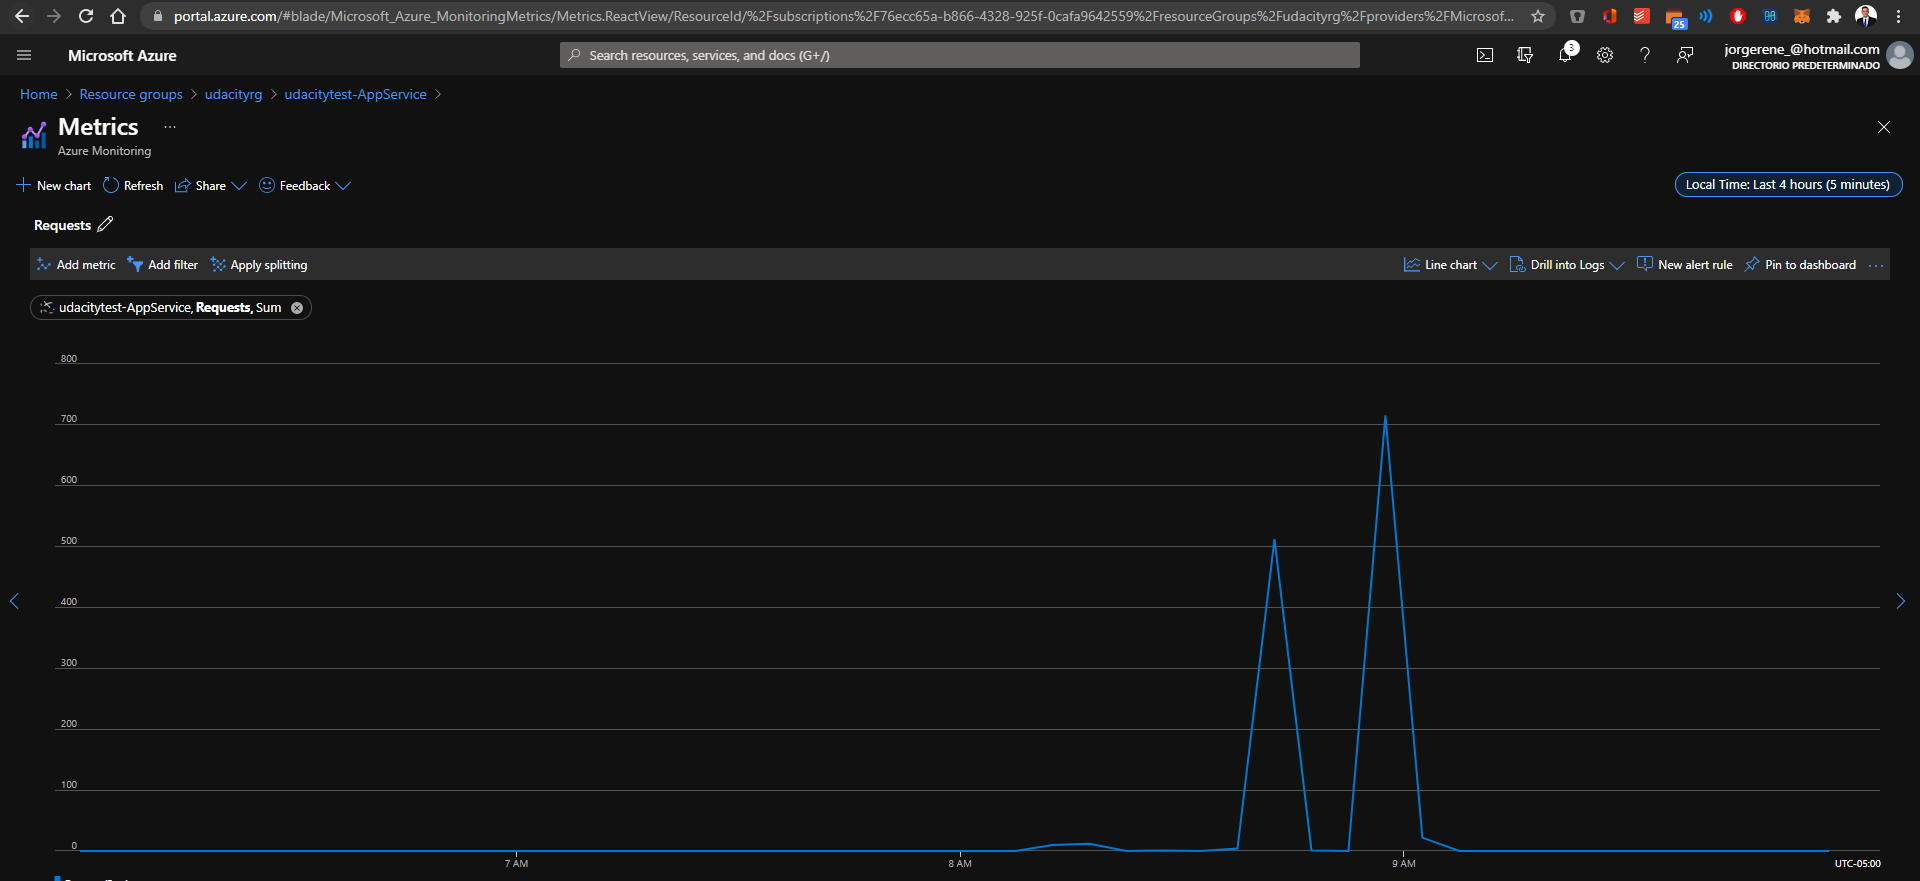 portal.azure.com/#blade/Microsoft_Azure_MonitoringMetrics/Metrics.ReactView/ResourceId/%2Fsubscriptions%2F76ecc65a-b866-4328-925f-0cafa9642559%2FresourceGroups%2Fudacityrg%2Fproviders%2FMicrosof...
25
Microsoft Azure
Search resources, services, and docs (G+/)
3
jorgerene_@hotmail.com
DIRECTORIO PREDETERMINADO
Home > Resource groups > udacityrg > udacitytest-AppService >
Metrics ...
Azure Monitoring
New chart Refresh Share Feedback
Local Time: Last 4 hours (5 minutes)
Requests
Add metric Add filter Apply splitting Line chart Drill into Logs New alert rule Pin to dashboard ...
udacitytest-AppService, Requests, Sum
800
700
600
500
400
300
200
100
0
7 AM 8 AM 9 AM UTC-05:00